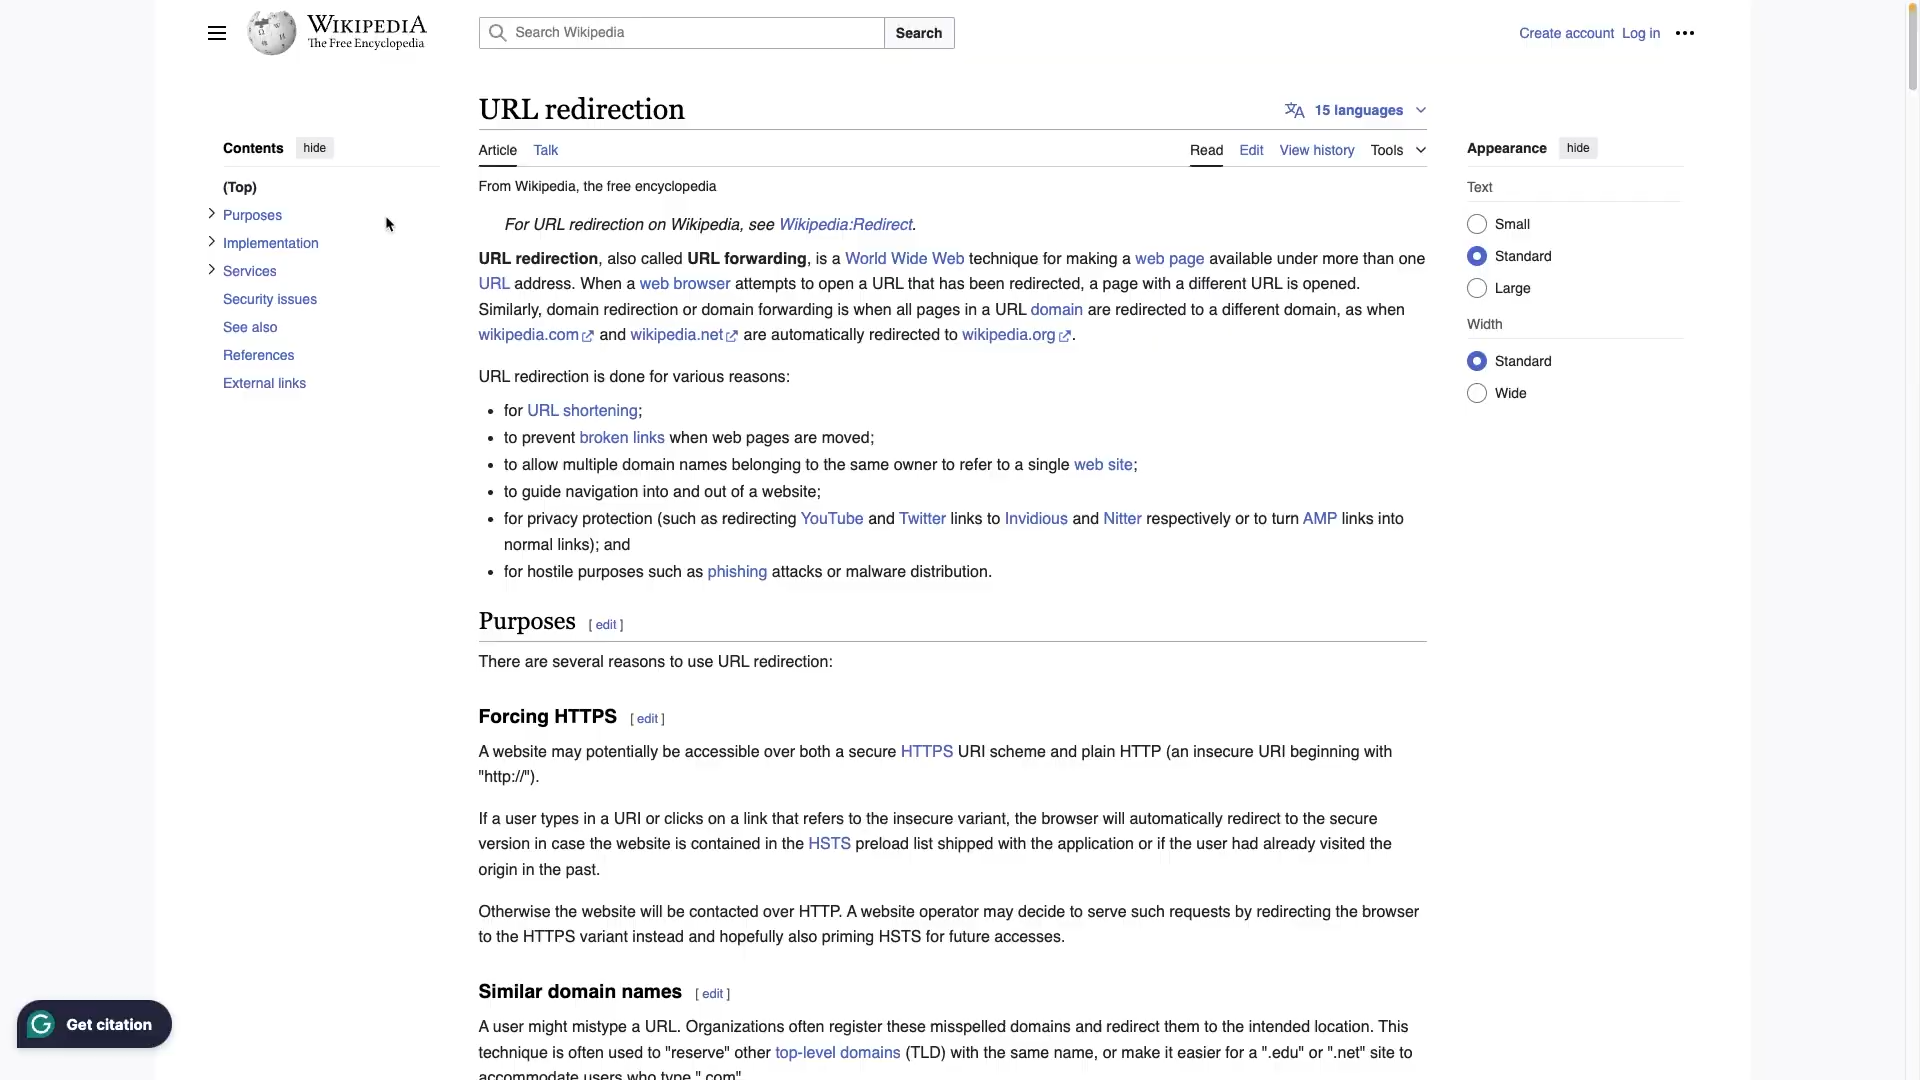 WIKIPEDIA
The Free Encyclopedia
Search Wikipedia
Search
Create account Log in
URL redirection
15 languages
Contents hide
Article Talk
Read Edit View history Tools
Appearance hide
(Top)
Purposes
Implementation
Services
Security issues
See also
References
External links
From Wikipedia, the free encyclopedia
For URL redirection on Wikipedia, see Wikipedia:Redirect.
URL redirection, also called URL forwarding, is a World Wide Web technique for making a web page available under more than one
URL address. When a web browser attempts to open a URL that has been redirected, a page with a different URL is opened.
Similarly, domain redirection or domain forwarding is when all pages in a URL domain are redirected to a different domain, as when
wikipedia.com and wikipedia.net are automatically redirected to wikipedia.org.
URL redirection is done for various reasons:
• for URL shortening;
• to prevent broken links when web pages are moved;
• to allow multiple domain names belonging to the same owner to refer to a single web site;
• to guide navigation into and out of a website;
• for privacy protection (such as redirecting YouTube and Twitter links to Invidious and Nitter respectively or to turn AMP links into
normal links); and
• for hostile purposes such as phishing attacks or malware distribution.
Purposes [ edit ]
There are several reasons to use URL redirection:
Forcing HTTPS [ edit ]
A website may potentially be accessible over both a secure HTTPS URI scheme and plain HTTP (an insecure URI beginning with
"http://").
If a user types in a URI or clicks on a link that refers to the insecure variant, the browser will automatically redirect to the secure
version in case the website is contained in the HSTS preload list shipped with the application or if the user had already visited the
origin in the past.
Otherwise the website will be contacted over HTTP. A website operator may decide to serve such requests by redirecting the browser
to the HTTPS variant instead and hopefully also priming HSTS for future accesses.
Similar domain names [ edit ]
A user might mistype a URL. Organizations often register these misspelled domains and redirect them to the intended location. This
technique is often used to "reserve" other top-level domains (TLD) with the same name, or make it easier for a ".edu" or ".net" site to
accommodate users who type ".com".
Text
Small
Standard
Large
Width
Standard
Wide
Get citation